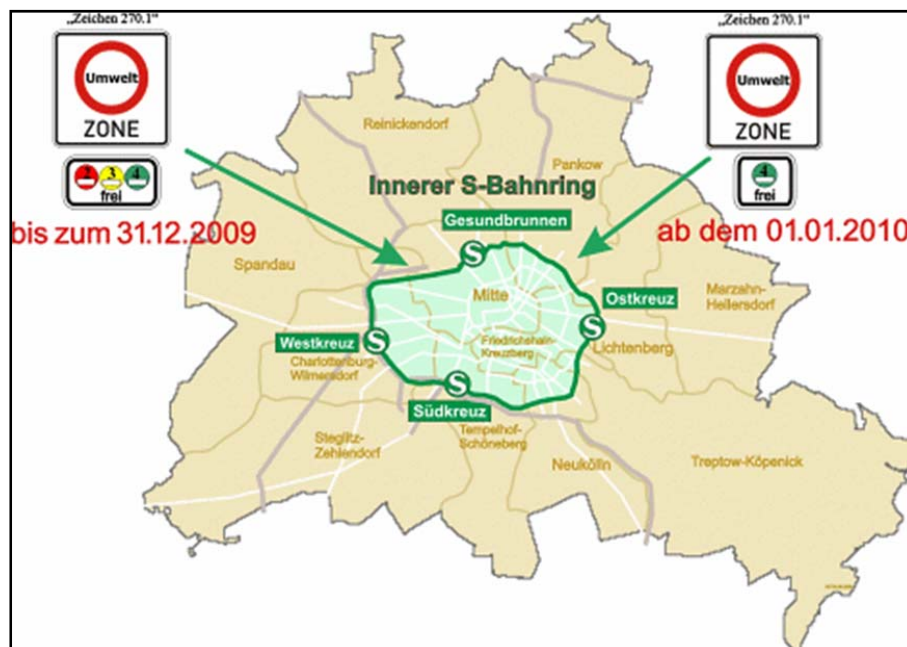 „Zeichen 270.1"
Umwelt
ZONE
2 3 4
frei
bis zum 31.12.2009
„Zeichen 270.1"
Umwelt
ZONE
4
frei
ab dem 01.01.2010
Reinickendorf
Pankow
Innerer S-Bahnring
Gesundbrunnen
S
Spandau
Mitte
Ostkreuz
S
Marzahn-
Hellersdorf
Westkreuz
S
Friedrichshain-
Kreuzberg
Lichtenberg
Charlottenburg-
Wilmersdorf
S
Südkreuz
Steglitz-
Zehlendorf
Tempelhof-
Schöneberg
Neukölln
Treptow-Köpenick